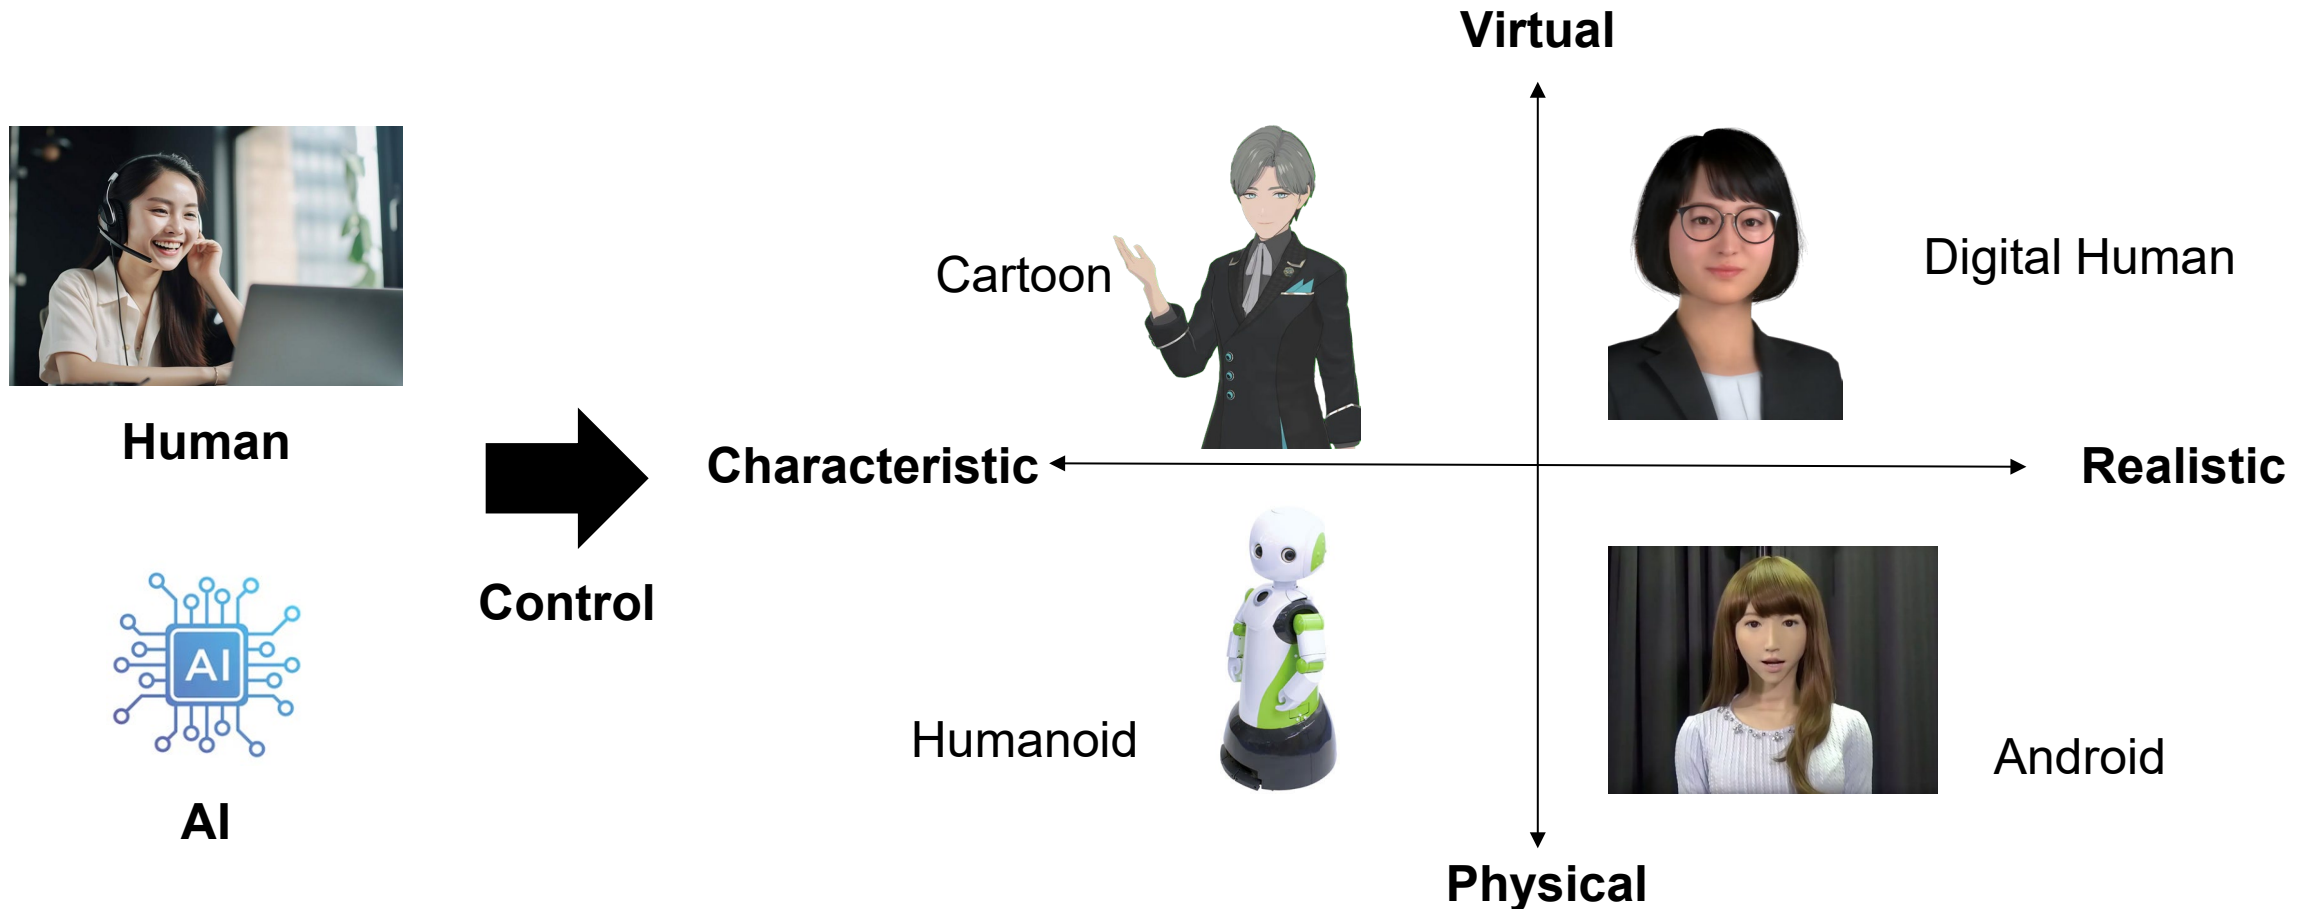 Virtual
Cartoon
Digital Human
Human
Characteristic
Realistic
Control
AI
Humanoid
Android
AI
Physical